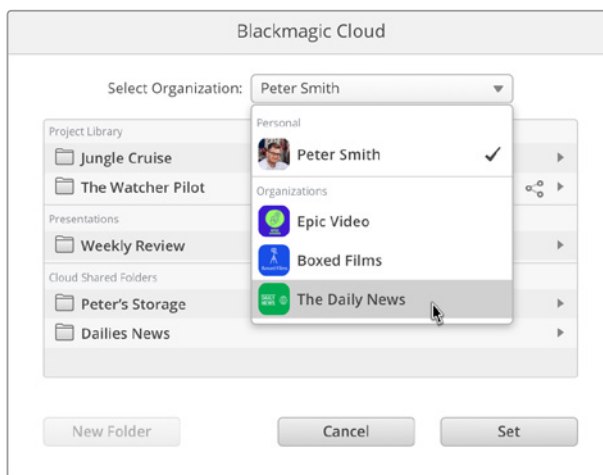 Blackmagic Cloud
Select Organization: Peter Smith
Personal
Peter Smith
Organizations
Epic Video
Boxed Films
The Daily News
Project Library
Jungle Cruise
The Watcher Pilot
Presentations
Weekly Review
Cloud Shared Folders
Peter's Storage
Dailies News
New Folder
Cancel
Set